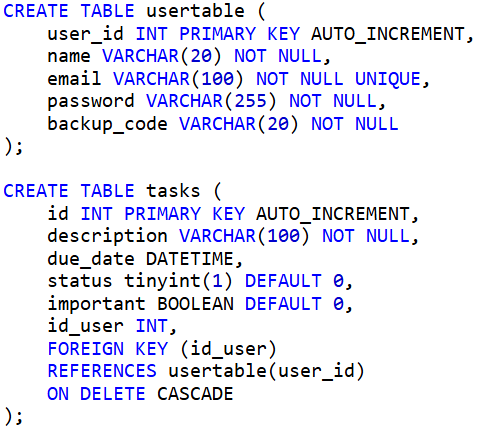 CREATE TABLE usertable (
    user_id INT PRIMARY KEY AUTO_INCREMENT,
    name VARCHAR(20) NOT NULL,
    email VARCHAR(100) NOT NULL UNIQUE,
    password VARCHAR(255) NOT NULL,
    backup_code VARCHAR(20) NOT NULL
);
CREATE TABLE tasks (
    id INT PRIMARY KEY AUTO_INCREMENT,
    description VARCHAR(100) NOT NULL,
    due_date DATETIME,
    status tinyint(1) DEFAULT 0,
    important BOOLEAN DEFAULT 0,
    id_user INT,
    FOREIGN KEY (id_user)
    REFERENCES usertable(user_id)
    ON DELETE CASCADE
);